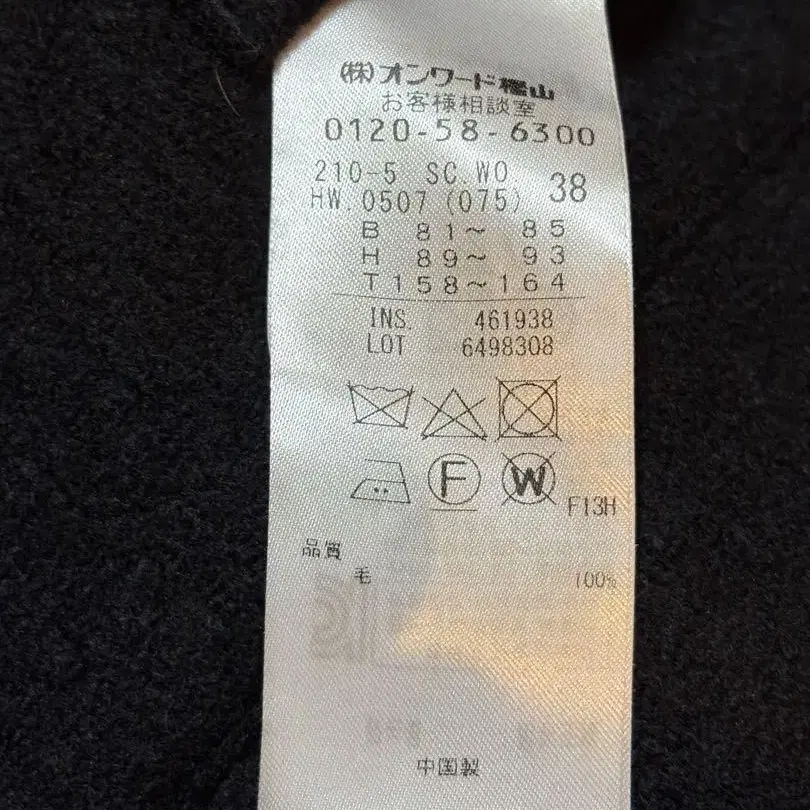 (株)オンワード樫山
お客様相談室
0120-58-6300
210-5 SC.WO
HW. 0507 (075) 38
B 81～ 85
H 89～ 93
T158～164
INS. 461938
LOT 6498308
F
W
F13H
品質
毛 100%
中国製